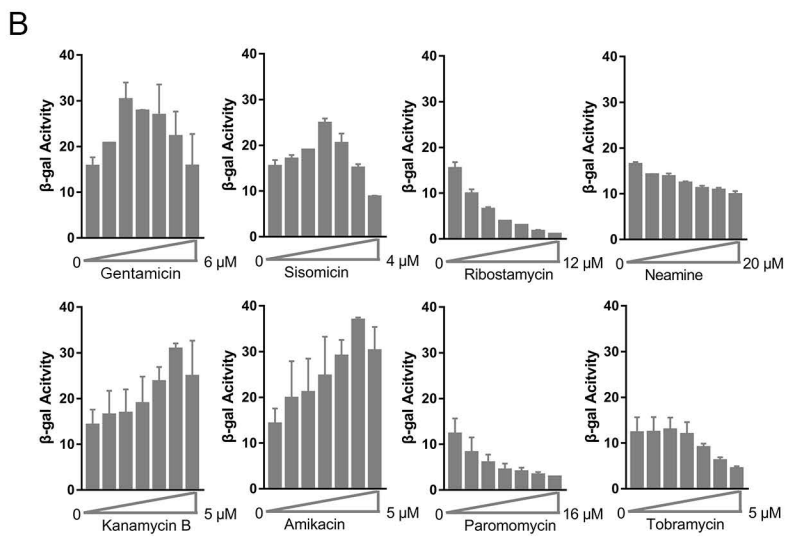 B
40
30
20
10
0
β-gal Acitvity
0
6 µM
Gentamicin
40
30
20
10
0
β-gal Acitvity
0
4 µM
Sisomicin
40
30
20
10
0
β-gal Acitvity
0
12 µM
Ribostamycin
40
30
20
10
0
β-gal Acitvity
0
20 µM
Neamine
40
30
20
10
0
β-gal Acitvity
0
5 µM
Kanamycin B
40
30
20
10
0
β-gal Acitvity
0
5 µM
Amikacin
40
30
20
10
0
β-gal Acitvity
0
16 µM
Paromomycin
40
30
20
10
0
β-gal Acitvity
0
5 µM
Tobramycin